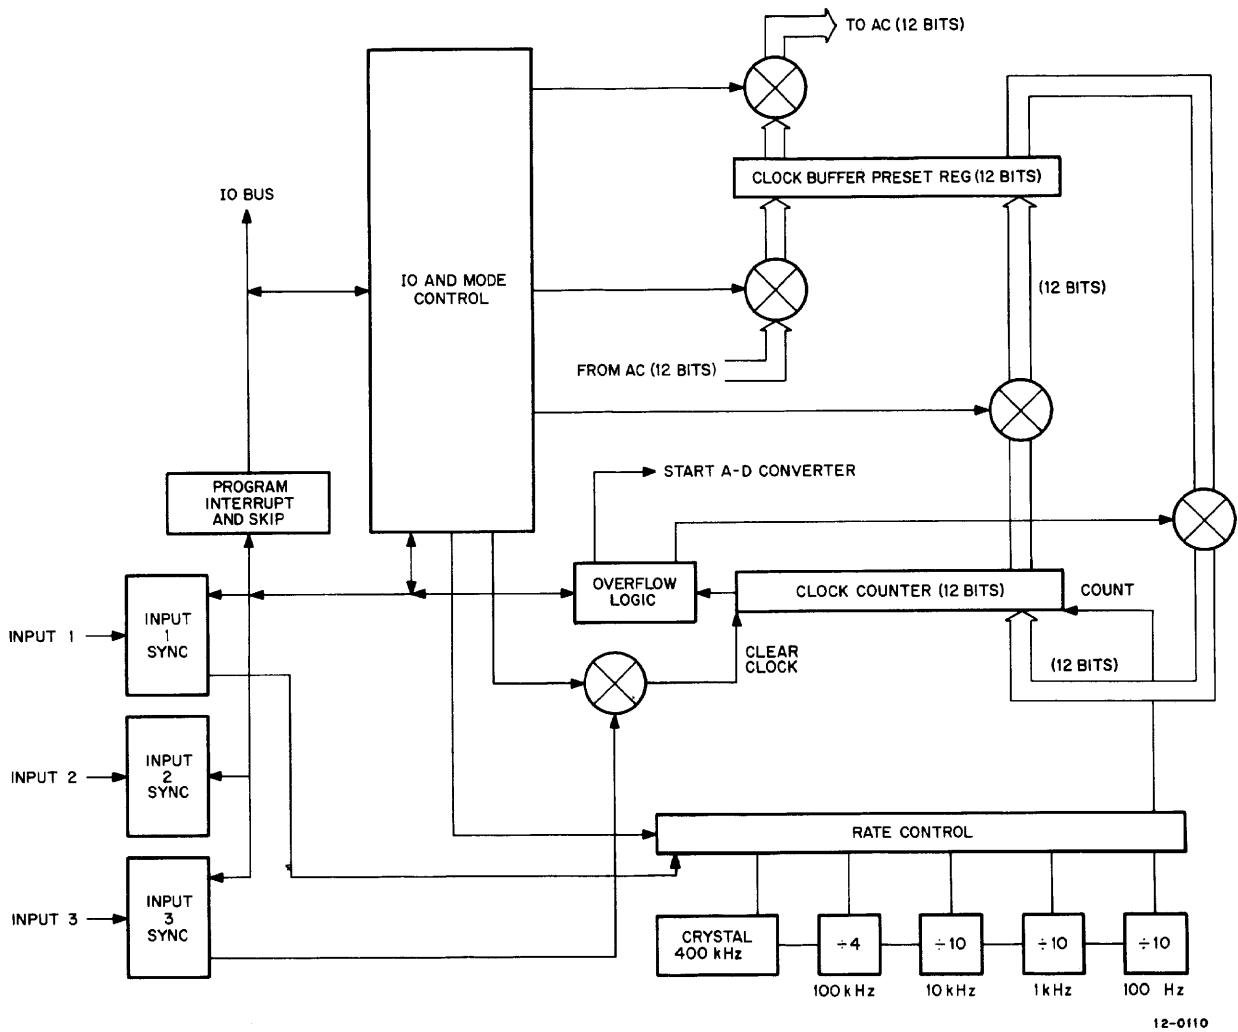 TO AC (12 BITS)
CLOCK BUFFER PRESET REG (12 BITS)
IO BUS
IO AND MODE
CONTROL
(12 BITS)
FROM AC (12 BITS)
START A-D CONVERTER
PROGRAM
INTERRUPT
AND SKIP
OVERFLOW
LOGIC
CLOCK COUNTER (12 BITS)
COUNT
INPUT 1
INPUT
1
SYNC
CLEAR
CLOCK
(12 BITS)
INPUT 2
INPUT
2
SYNC
RATE CONTROL
INPUT 3
INPUT
3
SYNC
CRYSTAL
400 kHz
÷4
÷10
÷10
÷10
100 kHz
10 kHz
1 kHz
100 Hz
12-0110